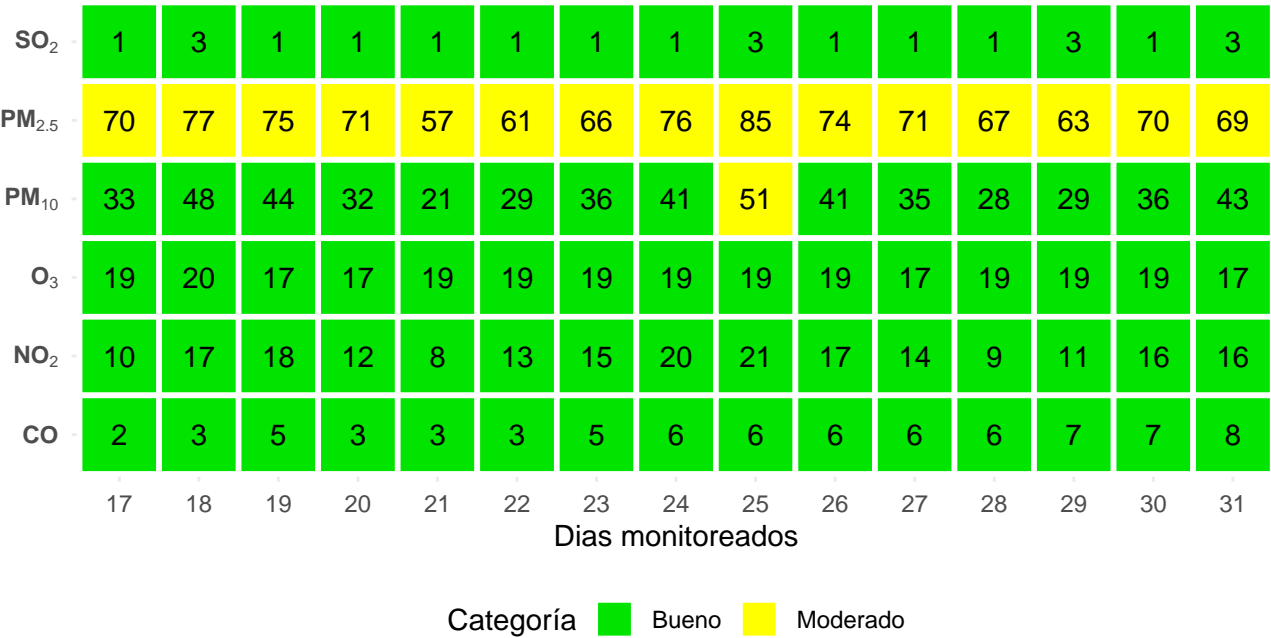 SO₂ 1 3 1 1 1 1 1 1 3 1 1 1 3 1 3
PM₂.₅ 70 77 75 71 57 61 66 76 85 74 71 67 63 70 69
PM₁₀ 33 48 44 32 21 29 36 41 51 41 35 28 29 36 43
O₃ 19 20 17 17 19 19 19 19 19 19 17 19 19 19 17
NO₂ 10 17 18 12 8 13 15 20 21 17 14 9 11 16 16
CO 2 3 5 3 3 3 5 6 6 6 6 6 7 7 8
17 18 19 20 21 22 23 24 25 26 27 28 29 30 31
Dias monitoreados
Categoría Bueno Moderado